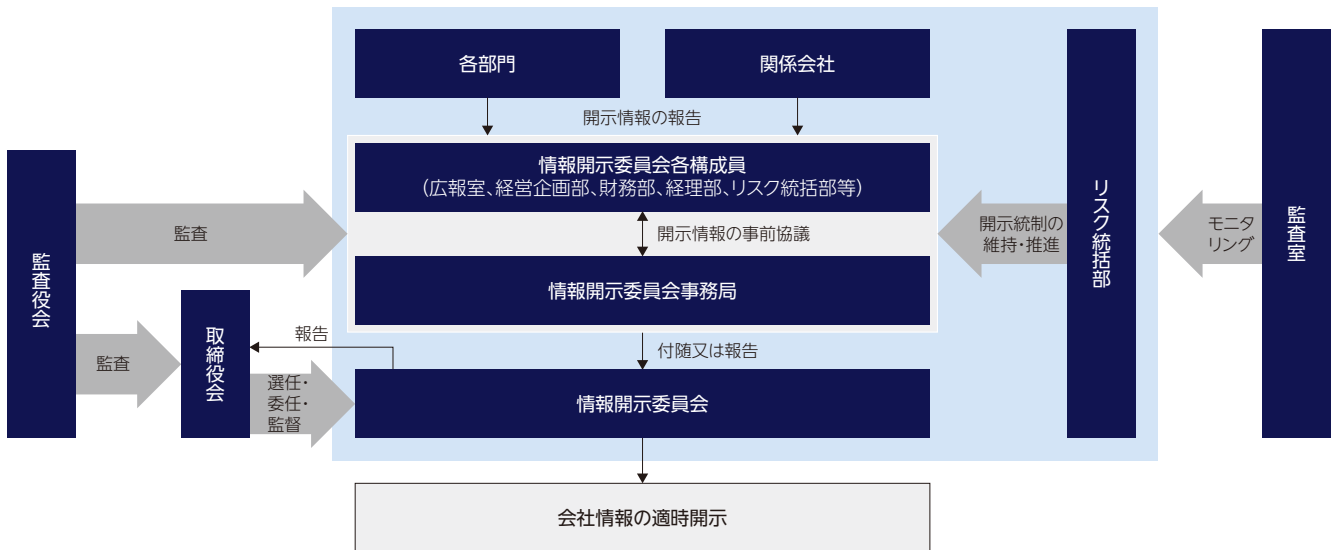 各部門
関係会社
開示情報の報告
情報開示委員会各構成員
（広報室、経営企画部、財務部、経理部、リスク統括部等）
開示情報の事前協議
情報開示委員会事務局
付随又は報告
情報開示委員会
会社情報の適時開示
監査役会
監査
監査
取締役会
報告
選任・
委任・
監督
開示統制の
維持・推進
リスク統括部
モニタ
リング
監査室